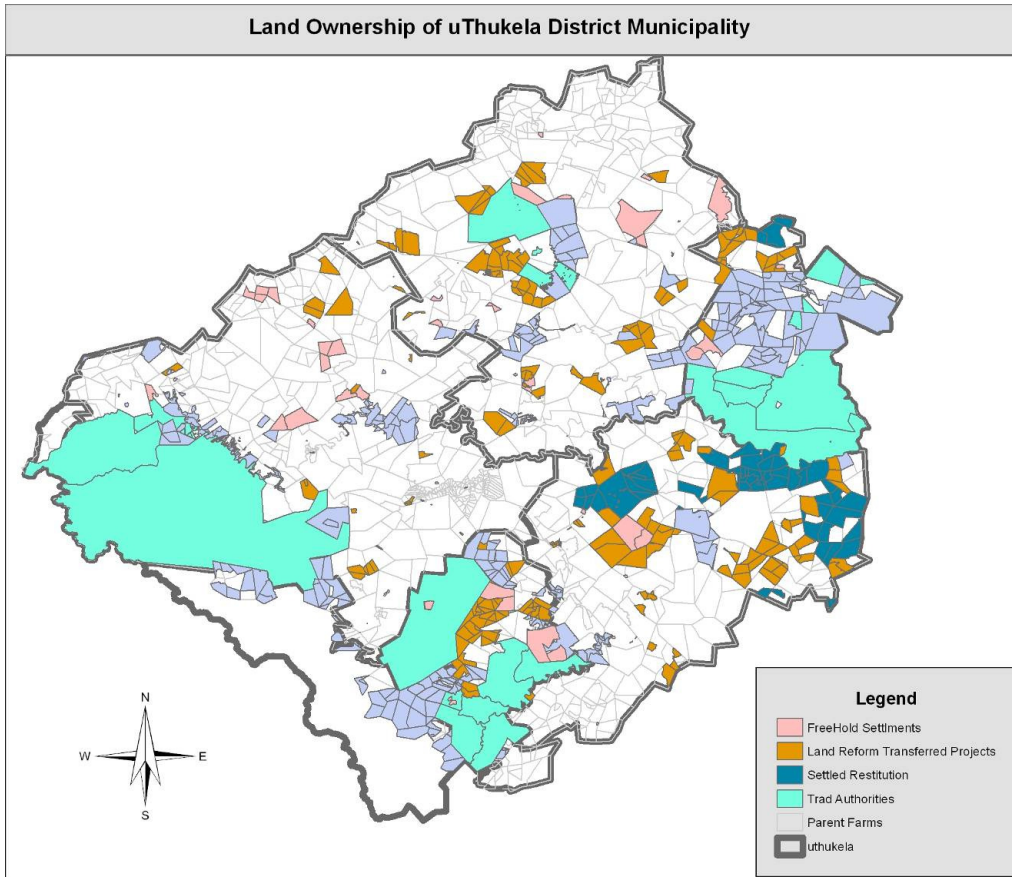 Land Ownership of uThukela District Municipality
N
W
E
S
Legend
FreeHold Settlments
Land Reform Transferred Projects
Settled Restitution
Trad Authorities
Parent Farms
uthukela